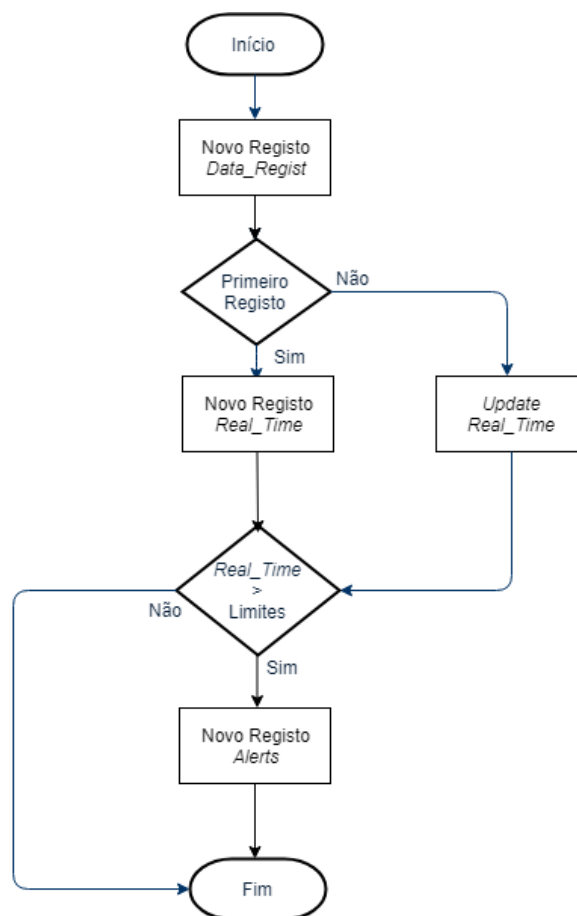 Início
Novo Registo
Data_Regist
Primeiro
Registo
Não
Sim
Novo Registo
Real_Time
Update
Real_Time
Real_Time
>
Limites
Não
Sim
Novo Registo
Alerts
Fim